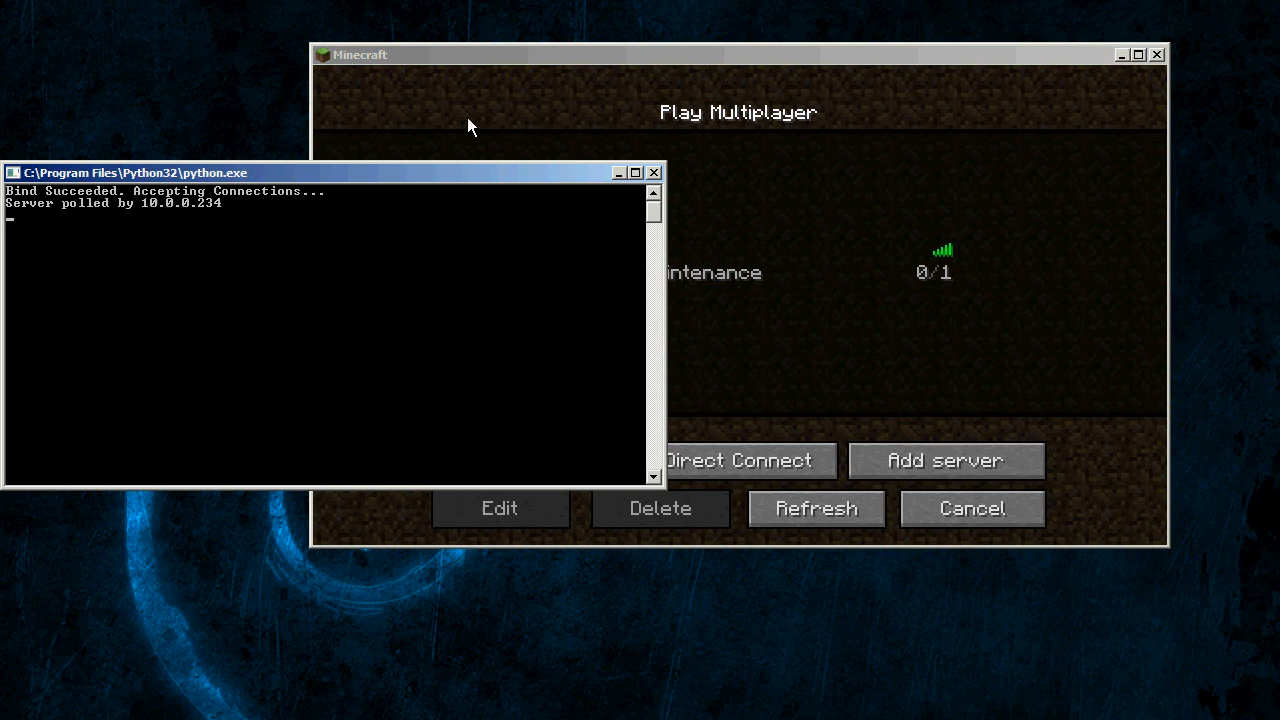 Minecraft
Play Multiplayer
C:\Program Files\Python32\python.exe
Bind Succeeded. Accepting Connections...
Server polled by 10.0.0.234
intenance 0/1
Direct Connect Add server
Edit Delete Refresh Cancel